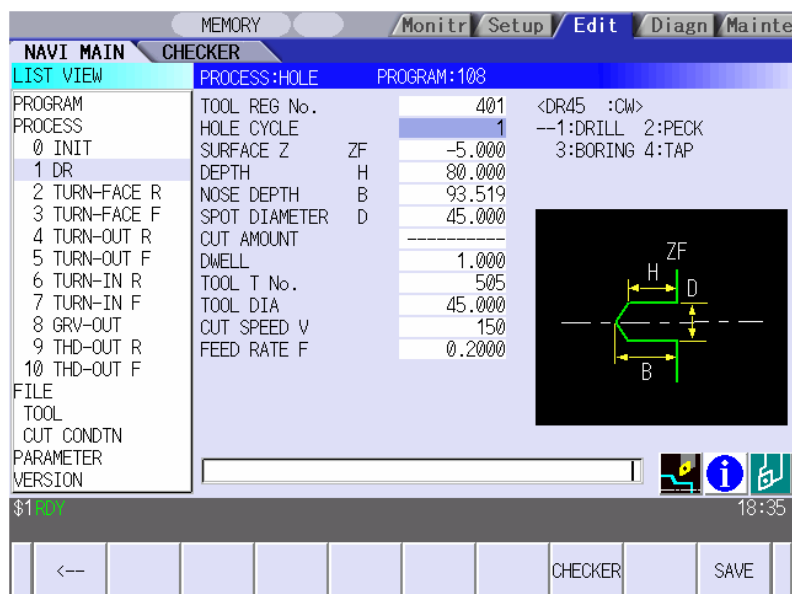 MEMORY Monitr Setup Edit Diagn Mainte
NAVI MAIN CHECKER
LIST VIEW PROCESS:HOLE PROGRAM:108
PROGRAM
PROCESS
0 INIT
1 DR
2 TURN-FACE R
3 TURN-FACE F
4 TURN-OUT R
5 TURN-OUT F
6 TURN-IN R
7 TURN-IN F
8 GRV-OUT
9 THD-OUT R
10 THD-OUT F
FILE
TOOL
CUT CONDTN
PARAMETER
VERSION
TOOL REG No. 401
HOLE CYCLE 1
SURFACE Z ZF -5.000
DEPTH H 80.000
NOSE DEPTH B 93.519
SPOT DIAMETER D 45.000
CUT AMOUNT ----------
DWELL 1.000
TOOL T No. 505
TOOL DIA 45.000
CUT SPEED V 150
FEED RATE F 0.2000
<DR45 :CW>
--1:DRILL 2:PECK
3:BORING 4:TAP
ZF
H
D
B
i
$1 RDY 18:35
<-- CHECKER SAVE